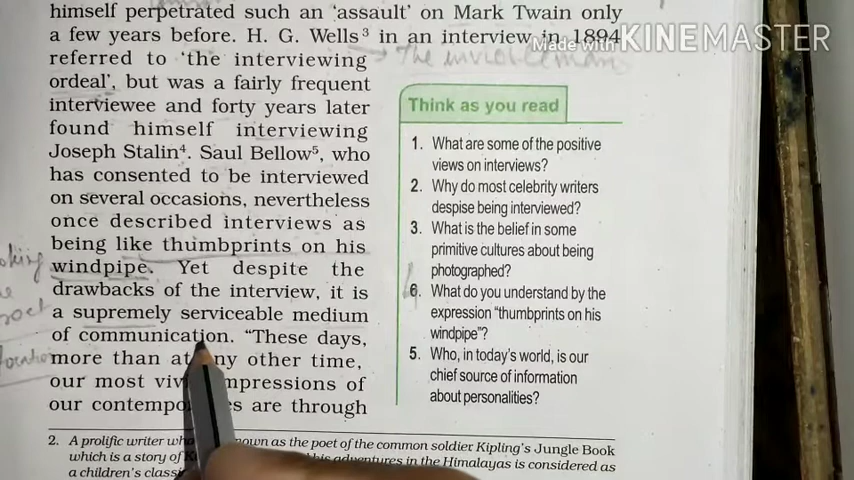 himself perpetrated such an 'assault' on Mark Twain only
a few years before. H. G. Wells³ in an interview in 1894
Made with KINEMASTER
referred to 'the interviewing
ordeal', but was a fairly frequent
interviewee and forty years later
found himself interviewing
Joseph Stalin⁴. Saul Bellow⁵, who
has consented to be interviewed
on several occasions, nevertheless
once described interviews as
being like thumbprints on his
windpipe. Yet despite the
drawbacks of the interview, it is
a supremely serviceable medium
of communication. "These days,
more than at any other time,
our most impressions of
our are through
Think as you read
1. What are some of the positive
views on interviews?
2. Why do most celebrity writers
despise being interviewed?
3. What is the belief in some
primitive cultures about being
photographed?
6. What do you understand by the
expression "thumbprints on his
windpipe"?
5. Who, in today's world, is our
chief source of information
about personalities?
2. A prolific writer who known as the poet of the common soldier Kipling's Jungle Book
which is a story of his adventures in the Himalayas is considered as
a children's